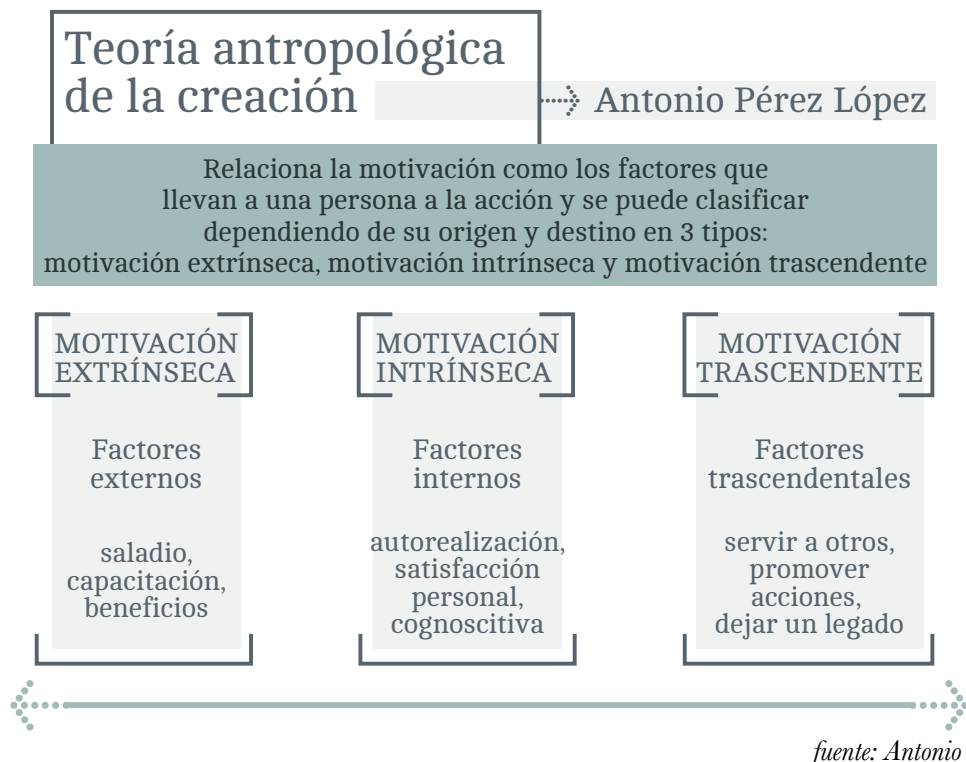 Teoría antropológica
de la creación
Antonio Pérez López
Relaciona la motivación como los factores que
llevan a una persona a la acción y se puede clasificar
dependiendo de su origen y destino en 3 tipos:
motivación extrínseca, motivación intrínseca y motivación trascendente
MOTIVACIÓN
EXTRÍNSECA
Factores
externos
saladio,
capacitación,
beneficios
MOTIVACIÓN
INTRÍNSECA
Factores
internos
autorealización,
satisfacción
personal,
cognoscitiva
MOTIVACIÓN
TRASCENDENTE
Factores
trascendentales
servir a otros,
promover
acciones,
dejar un legado
fuente: Antonio